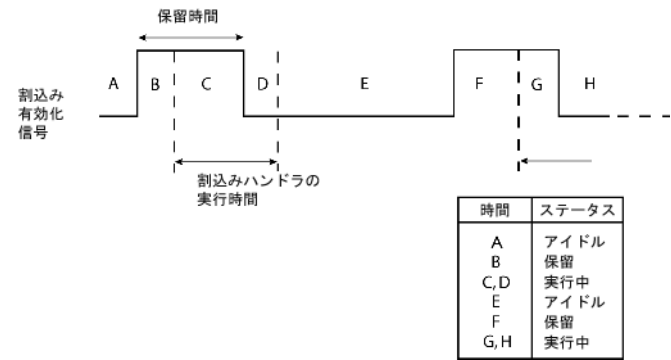 保留時間
A B C D E F G H
割込み
有効化
信号
割込みハンドラの
実行時間
時間 ステータス
A アイドル
B 保留
C,D 実行中
E アイドル
F 保留
G,H 実行中